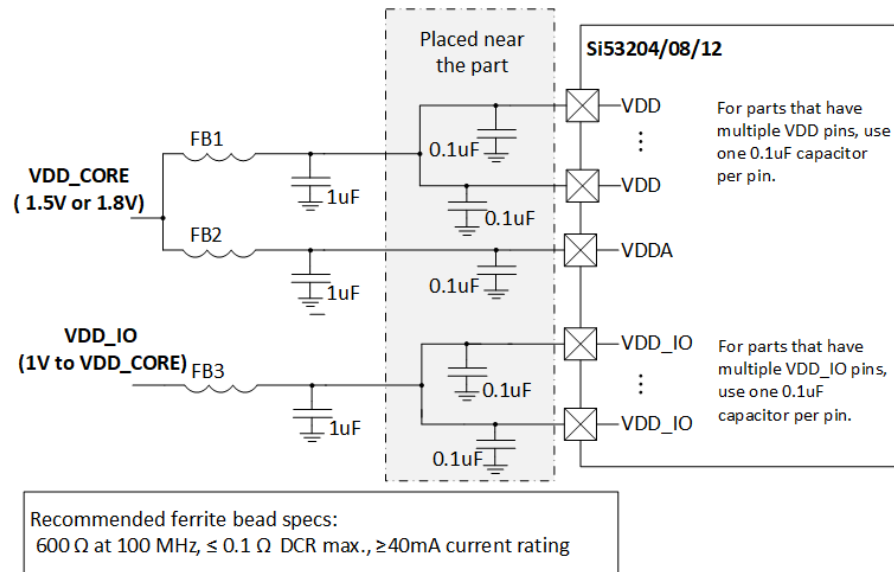 Placed near
the part
Si53204/08/12
VDD
For parts that have
multiple VDD pins, use
one 0.1uF capacitor
per pin.
FB1
0.1uF
VDD_CORE
( 1.5V or 1.8V)
1uF
VDD
0.1uF
FB2
VDDA
1uF
0.1uF
VDD_IO
(1V to VDD_CORE)
FB3
VDD_IO
For parts that have
multiple VDD_IO pins,
use one 0.1uF
capacitor per pin.
0.1uF
1uF
VDD_IO
0.1uF
Recommended ferrite bead specs:
600 Ω at 100 MHz, ≤ 0.1 Ω DCR max., ≥40mA current rating